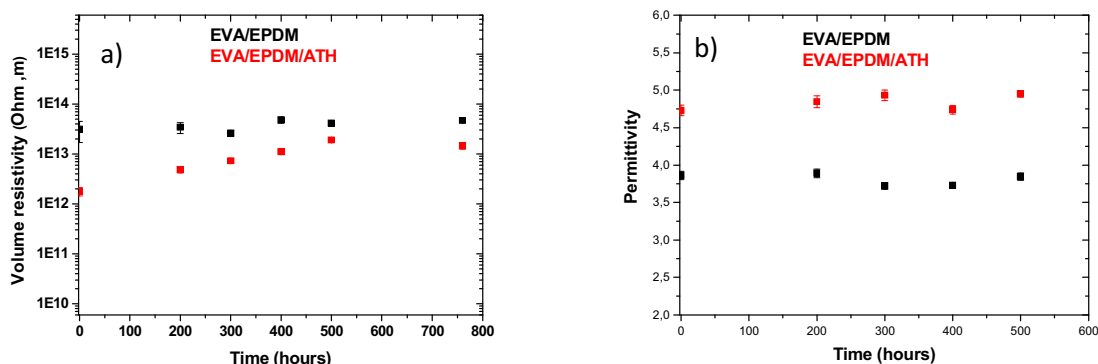 a)
EVA/EPDM
EVA/EPDM/ATH
Volume resistivity (Ohm ,m)
1E15
1E14
1E13
1E12
1E11
1E10
0 100 200 300 400 500 600 700 800
Time (hours)
b)
EVA/EPDM
EVA/EPDM/ATH
Permittivity
6,0
5,5
5,0
4,5
4,0
3,5
3,0
2,5
2,0
0 100 200 300 400 500 600
Time (hours)